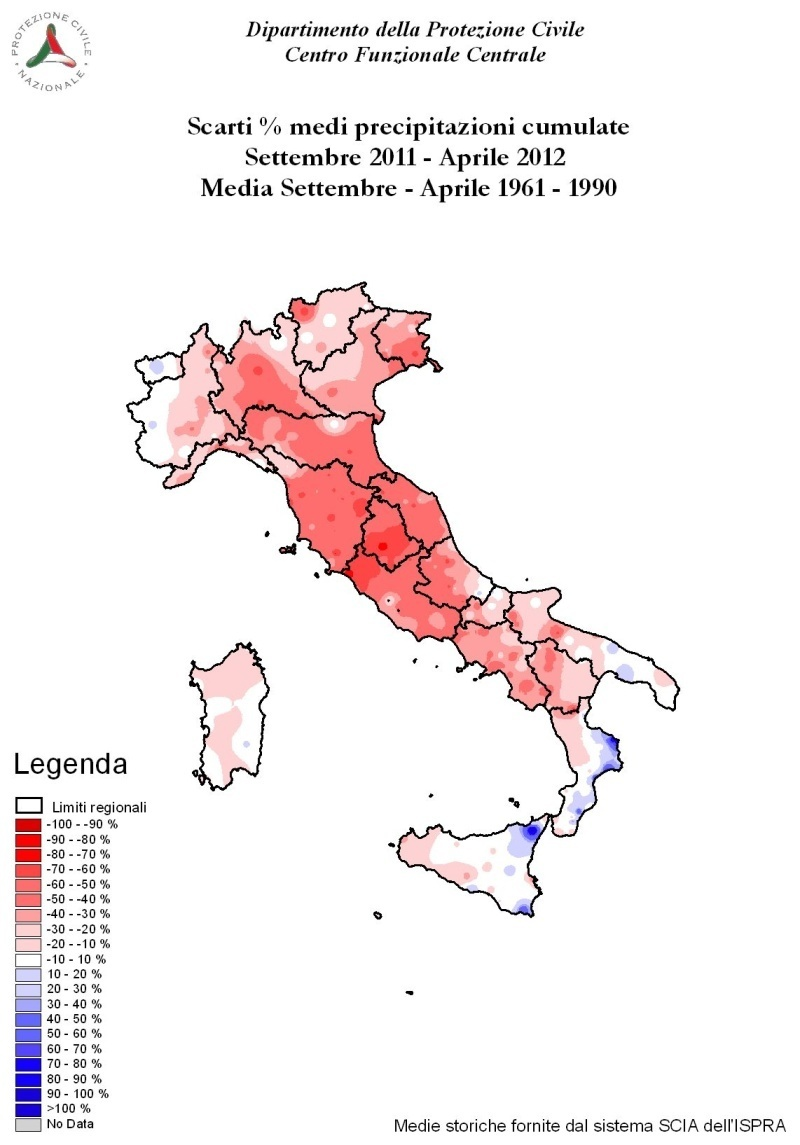 PROTEZIONE CIVILE
NAZIONALE
Dipartimento della Protezione Civile
Centro Funzionale Centrale
Scarti % medi precipitazioni cumulate
Settembre 2011 - Aprile 2012
Media Settembre - Aprile 1961 - 1990
Legenda
Limiti regionali
-100 - -90 %
-90 - -80 %
-80 - -70 %
-70 - -60 %
-60 - -50 %
-50 - -40 %
-40 - -30 %
-30 - -20 %
-20 - -10 %
-10 - 10 %
10 - 20 %
20 - 30 %
30 - 40 %
40 - 50 %
50 - 60 %
60 - 70 %
70 - 80 %
80 - 90 %
90 - 100 %
>100 %
No Data
Medie storiche fornite dal sistema SCIA dell'ISPRA